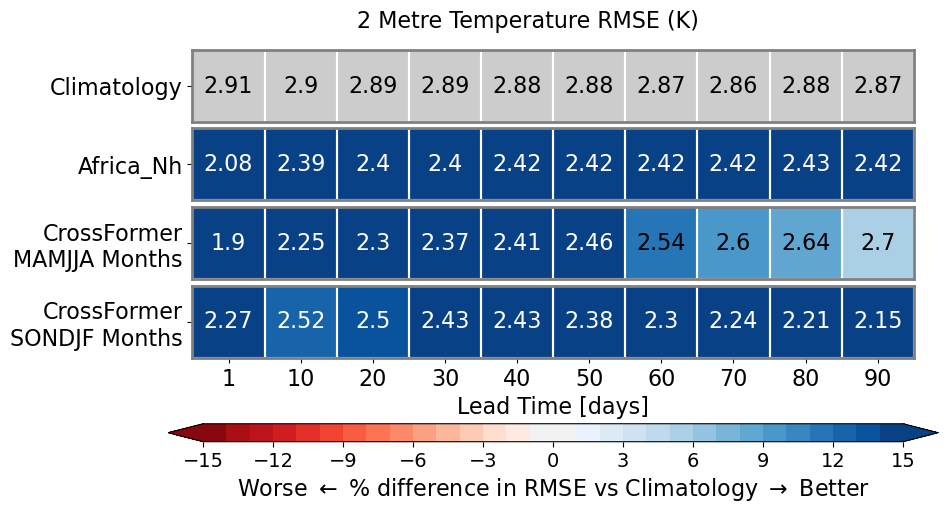 2 Metre Temperature RMSE (K)
Climatology 2.91 2.9 2.89 2.89 2.88 2.88 2.87 2.86 2.88 2.87
Africa_Nh 2.08 2.39 2.4 2.4 2.42 2.42 2.42 2.42 2.43 2.42
CrossFormer
MAMJJA Months 1.9 2.25 2.3 2.37 2.41 2.46 2.54 2.6 2.64 2.7
CrossFormer
SONDJF Months 2.27 2.52 2.5 2.43 2.43 2.38 2.3 2.24 2.21 2.15
1 10 20 30 40 50 60 70 80 90
Lead Time [days]
−15 −12 −9 −6 −3 0 3 6 9 12 15
Worse ← % difference in RMSE vs Climatology → Better